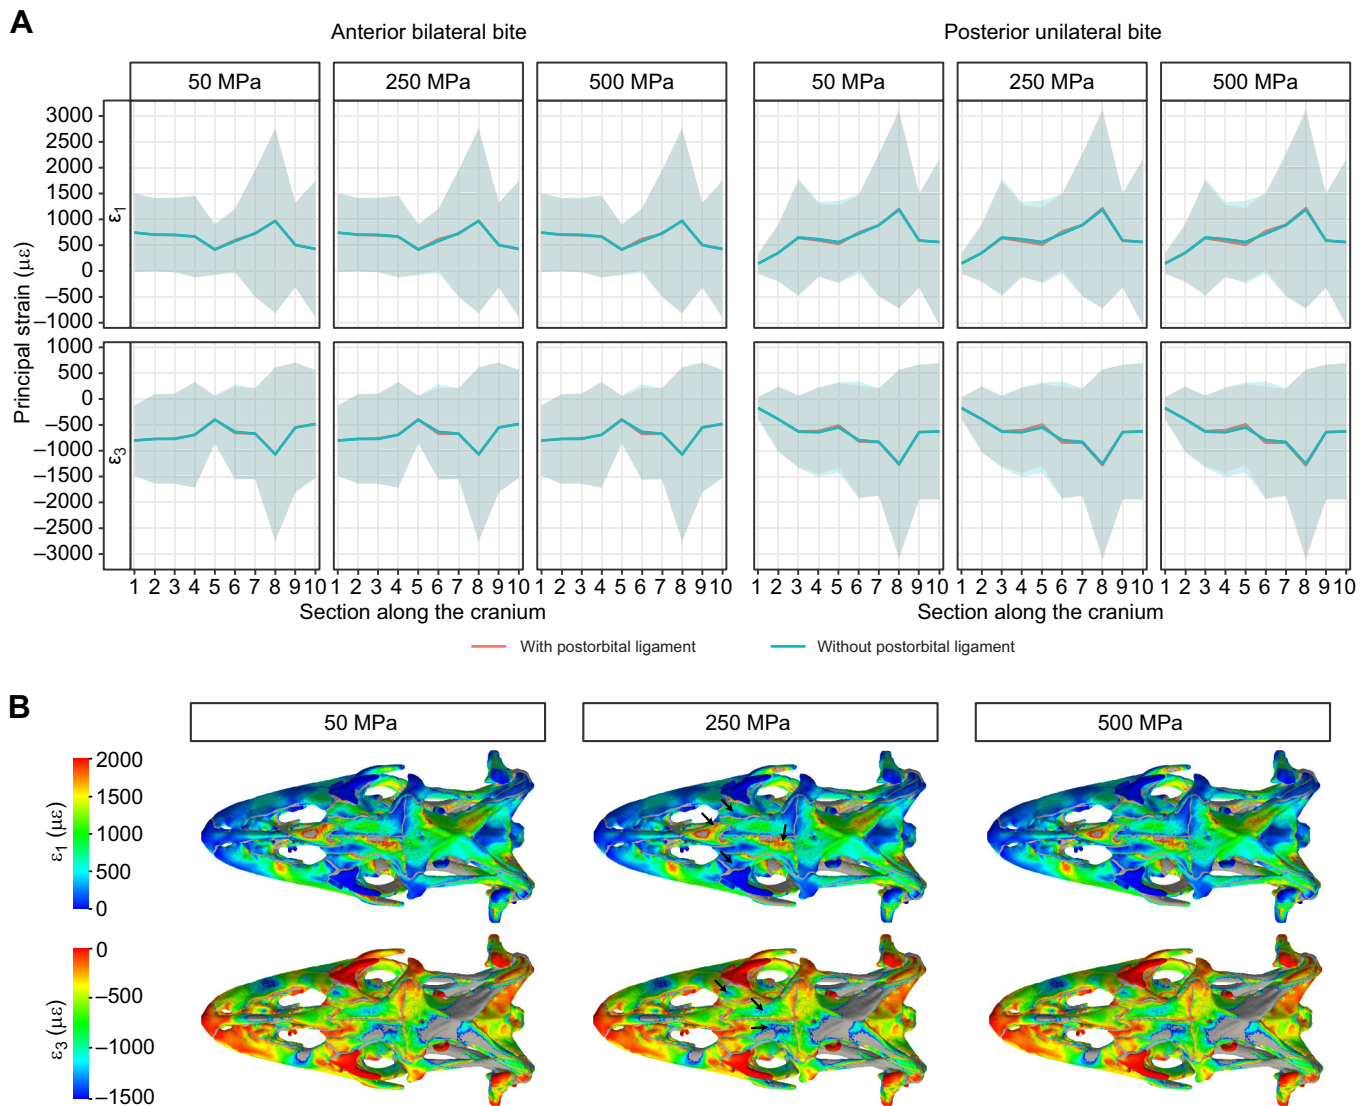 A
Anterior bilateral bite
Posterior unilateral bite
50 MPa 250 MPa 500 MPa 50 MPa 250 MPa 500 MPa
Principal strain (με)
ε1
3000
2500
2000
1500
1000
500
0
–500
–1000
ε3
1000
500
0
–500
–1000
–1500
–2000
–2500
–3000
1 2 3 4 5 6 7 8 9 10 1 2 3 4 5 6 7 8 9 10 1 2 3 4 5 6 7 8 9 10 1 2 3 4 5 6 7 8 9 10 1 2 3 4 5 6 7 8 9 10 1 2 3 4 5 6 7 8 9 10
Section along the cranium
Section along the cranium
With postorbital ligament
Without postorbital ligament
B
50 MPa 250 MPa 500 MPa
ε1 (με)
2000
1500
1000
500
0
ε3 (με)
0
–500
–1000
–1500